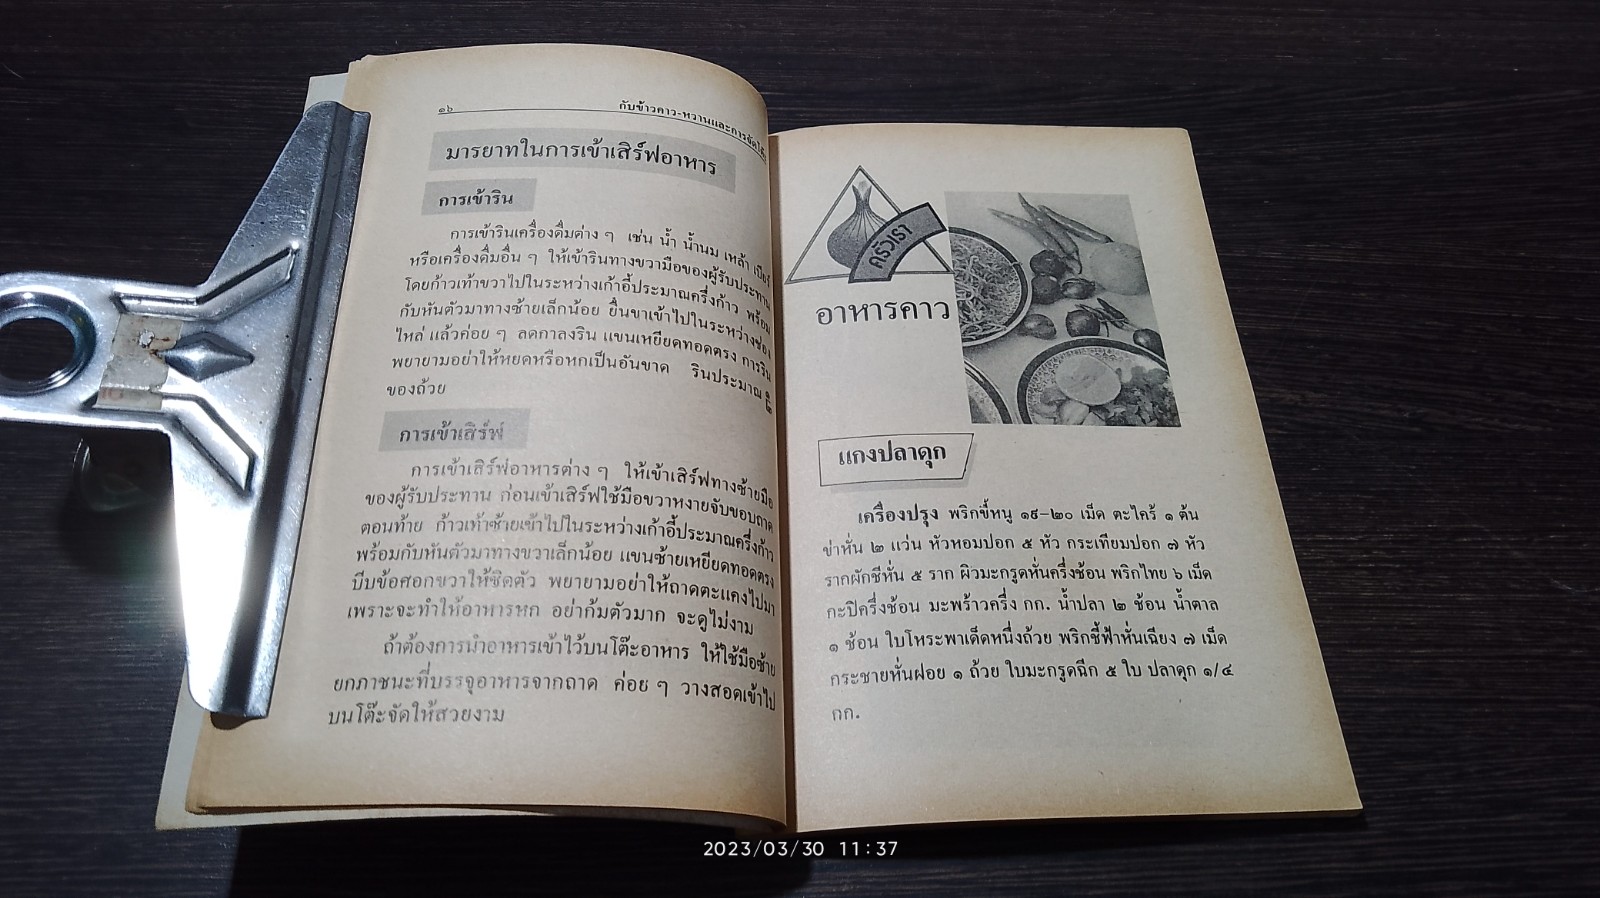 ๑๖
กับข้าวคาว-หวานและการจัดโต๊ะ
มารยาทในการเข้าเสิร์ฟอาหาร
การเข้าริน
การเข้ารินเครื่องดื่มต่าง ๆ เช่น น้ำ น้ำนม เหล้า เบียร์
หรือเครื่องดื่มอื่น ๆ ให้เข้ารินทางขวามือของผู้รับประทาน
โดยก้าวเท้าขวาไปในระหว่างเก้าอี้ประมาณครึ่งก้าว พร้อม
กับหันตัวมาทางซ้ายเล็กน้อย ยื่นขาเข้าไปในระหว่างช่อง
ไหล่ แล้วค่อย ๆ ลดกาลงริน แขนเหยียดทอดตรง การริน
พยายามอย่าให้หยดหรือหกเป็นอันขาด รินประมาณ
ของถ้วย
การเข้าเสิร์ฟ
การเข้าเสิร์ฟอาหารต่าง ๆ ให้เข้าเสิร์ฟทางซ้ายมือ
ของผู้รับประทาน ก่อนเข้าเสิร์ฟใช้มือขวาหงายจับขอบถาด
ตอนท้าย ก้าวเท้าซ้ายเข้าไปในระหว่างเก้าอี้ประมาณครึ่งก้าว
พร้อมกับหันตัวมาทางขวาเล็กน้อย แขนซ้ายเหยียดทอดตรง
บีบข้อศอกขวาให้ชิดตัว พยายามอย่าให้ถาดตะแคงไปมา
เพราะจะทำให้อาหารหก อย่าก้มตัวมาก จะดูไม่งาม
ถ้าต้องการนำอาหารเข้าไว้บนโต๊ะอาหาร ให้ใช้มือซ้าย
ยกภาชนะที่บรรจุอาหารจากถาด ค่อย ๆ วางสอดเข้าไป
บนโต๊ะจัดให้สวยงาม
ครัวเรา
อาหารคาว
แกงปลาดุก
เครื่องปรุง พริกขี้หนู ๑๙-๒๐ เม็ด ตะไคร้ ๑ ต้น
ข่าหั่น ๒ แว่น หัวหอมปอก ๕ หัว กระเทียมปอก ๗ หัว
รากผักชีหั่น ๕ ราก ผิวมะกรูดหั่นครึ่งช้อน พริกไทย ๖ เม็ด
กะปิครึ่งช้อน มะพร้าวครึ่ง กก. น้ำปลา ๒ ช้อน น้ำตาล
๑ ช้อน ใบโหระพาเด็ดหนึ่งถ้วย พริกชี้ฟ้าหั่นเฉียง ๗ เม็ด
กระชายหั่นฝอย ๑ ถ้วย ใบมะกรูดฉีก ๕ ใบ ปลาดุก ๑/๔
กก.
2023/03/30 11:37